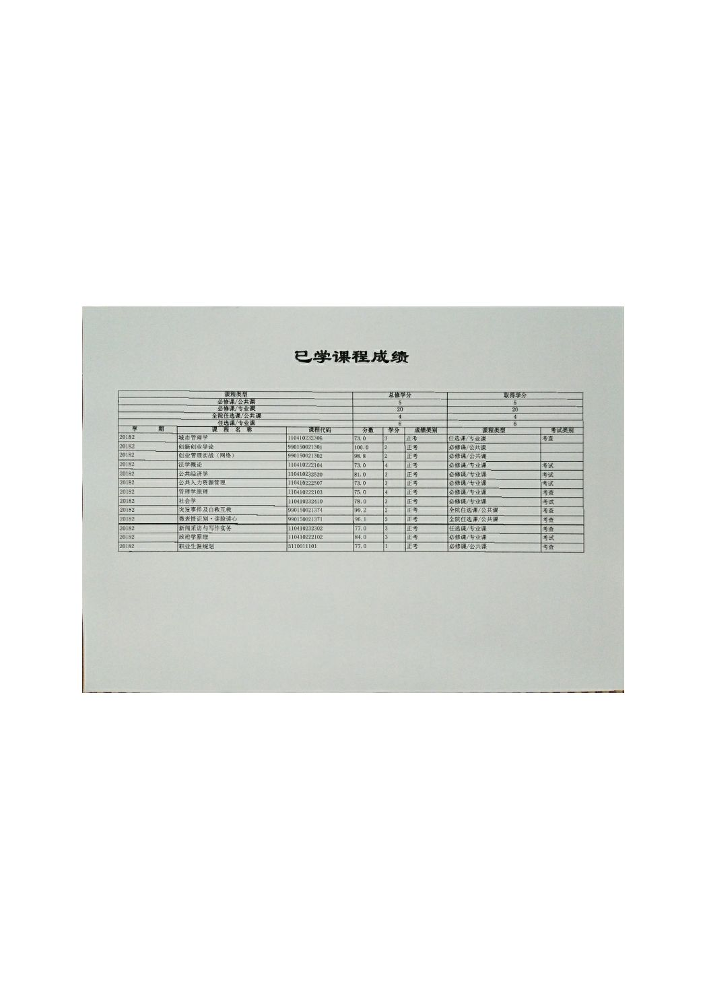 已学课程成绩
课程类型 总修学分 取得学分
必修课/公共课 5 5
必修课/专业课 20 20
全院任选课/公共课 4 4
任选课/专业课 6 6
学 期 课 程 名 称 课程代码 分数 学分 成绩类别 课程类型 考试类别
20182 城市管理学 110410232306 73.0 3 正考 任选课/专业课 考查
20182 创新创业导论 990150021301 100.0 2 正考 必修课/公共课
20182 创业管理实战（网络） 990150021302 98.8 2 正考 必修课/公共课
20182 法学概论 110410222104 73.0 4 正考 必修课/专业课 考试
20182 公共经济学 110410232520 81.0 3 正考 必修课/专业课 考试
20182 公共人力资源管理 110410222507 73.0 3 正考 必修课/专业课 考试
20182 管理学原理 110410222103 75.0 4 正考 必修课/专业课 考查
20182 社会学 110410232410 78.0 3 正考 必修课/专业课 考试
20182 突发事件及自救互救 990150021374 99.2 2 正考 全院任选课/公共课 考查
20182 微表情识别·读脸读心 990150021371 96.1 2 正考 全院任选课/公共课 考查
20182 新闻采访与写作实务 110410232302 77.0 3 正考 任选课/专业课 考查
20182 政治学原理 110410222102 84.0 3 正考 必修课/专业课 考试
20182 职业生涯规划 3110011101 77.0 1 正考 必修课/公共课 考查